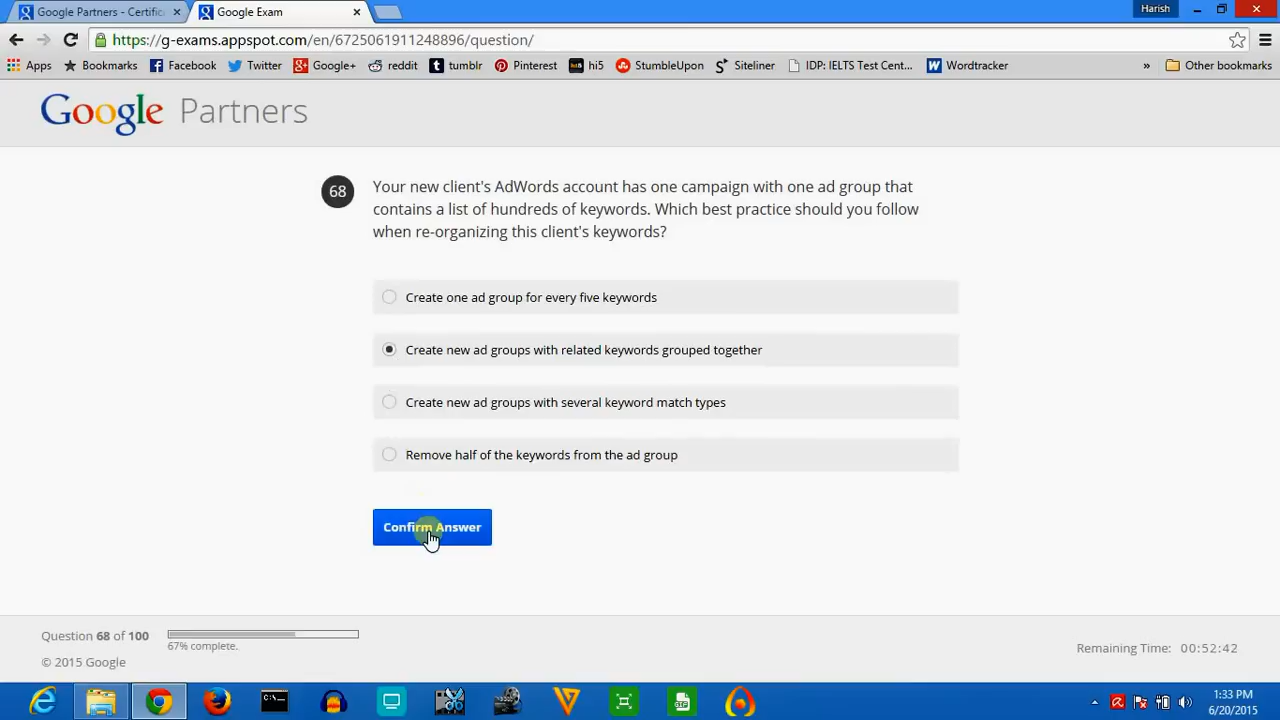 Google Partners - Certific
Google Exam
Harish
https://g-exams.appspot.com/en/6725061911248896/question/
Apps
Bookmarks
Facebook
Twitter
Google+
reddit
tumblr
Pinterest
hi5
StumbleUpon
Siteliner
IDP: IELTS Test Cent...
Wordtracker
»
Other bookmarks
Google Partners
68
Your new client's AdWords account has one campaign with one ad group that
contains a list of hundreds of keywords. Which best practice should you follow
when re-organizing this client's keywords?
Create one ad group for every five keywords
Create new ad groups with related keywords grouped together
Create new ad groups with several keyword match types
Remove half of the keywords from the ad group
Confirm Answer
Question 68 of 100
67% complete.
Remaining Time: 00:52:42
© 2015 Google
1:33 PM
6/20/2015